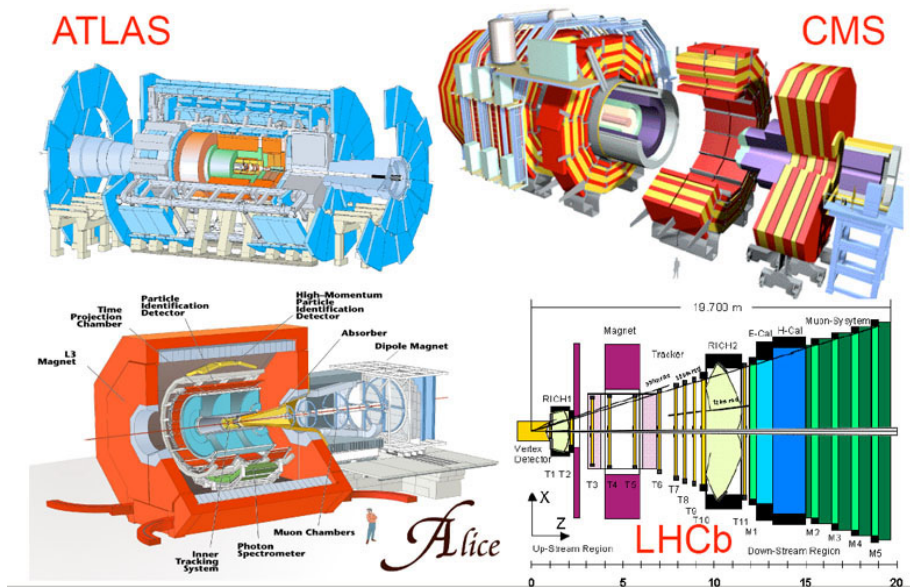 ATLAS
CMS
Time
Projection
Chamber
Particle
Identification
Detector
High-Momentum
Particle
Identification
Detector
Absorber
Dipole Magnet
L3
Magnet
Inner
Tracking
System
Photon
Spectrometer
Muon Chambers
Alice
19.700 m
Magnet
Tracker
RICH1
RICH2
E-Cal
H-Cal
Muon-Sysytem
Vertex
Detector
T1 T2
T3
T4
T5
T6
T7
T8
T9
T10
T11
M1
M2
M3
M4
M5
X
Z
Up-Stream Region
LHCb
Down-Stream Region
0 5 10 15 20